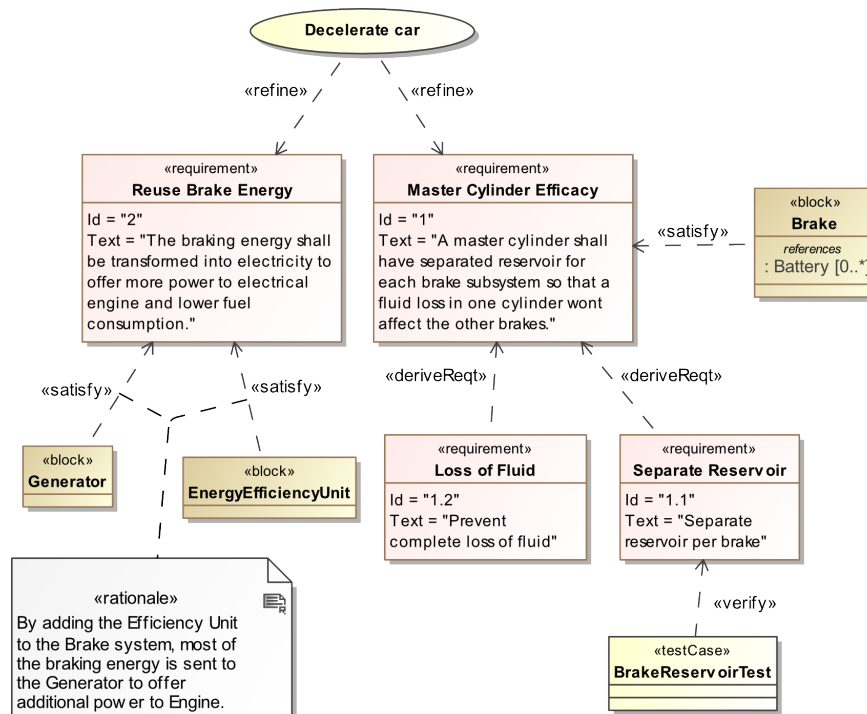 Decelerate car
«refine»
«refine»
«requirement»
Reuse Brake Energy
Id = "2"
Text = "The braking energy shall
be transformed into electricity to
offer more power to electrical
engine and lower fuel
consumption."
«requirement»
Master Cylinder Efficacy
Id = "1"
Text = "A master cylinder shall
have separated reservoir for
each brake subsystem so that a
fluid loss in one cylinder wont
affect the other brakes."
«satisfy»
«block»
Brake
references
: Battery [0..*]
«satisfy»
«satisfy»
«deriveReqt»
«deriveReqt»
«block»
Generator
«block»
EnergyEfficiencyUnit
«requirement»
Loss of Fluid
Id = "1.2"
Text = "Prevent
complete loss of fluid"
«requirement»
Separate Reservoir
Id = "1.1"
Text = "Separate
reservoir per brake"
«verify»
«rationale»
By adding the Efficiency Unit
to the Brake system, most of
the braking energy is sent to
the Generator to offer
additional power to Engine.
«testCase»
BrakeReservoirTest